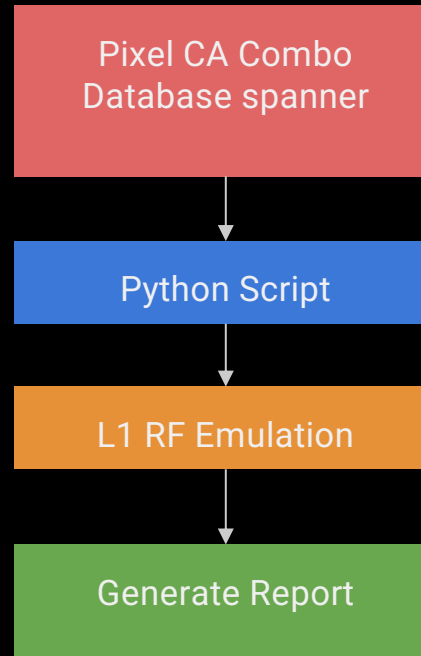 Pixel CA Combo
Database spanner
Python Script
L1 RF Emulation
Generate Report